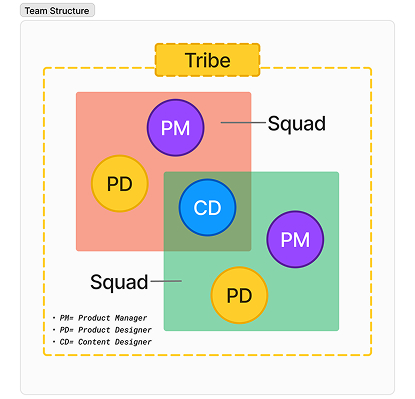 Team Structure
Tribe
PM
Squad
PD
CD
PM
Squad
PD
• PM= Product Manager
• PD= Product Designer
• CD= Content Designer